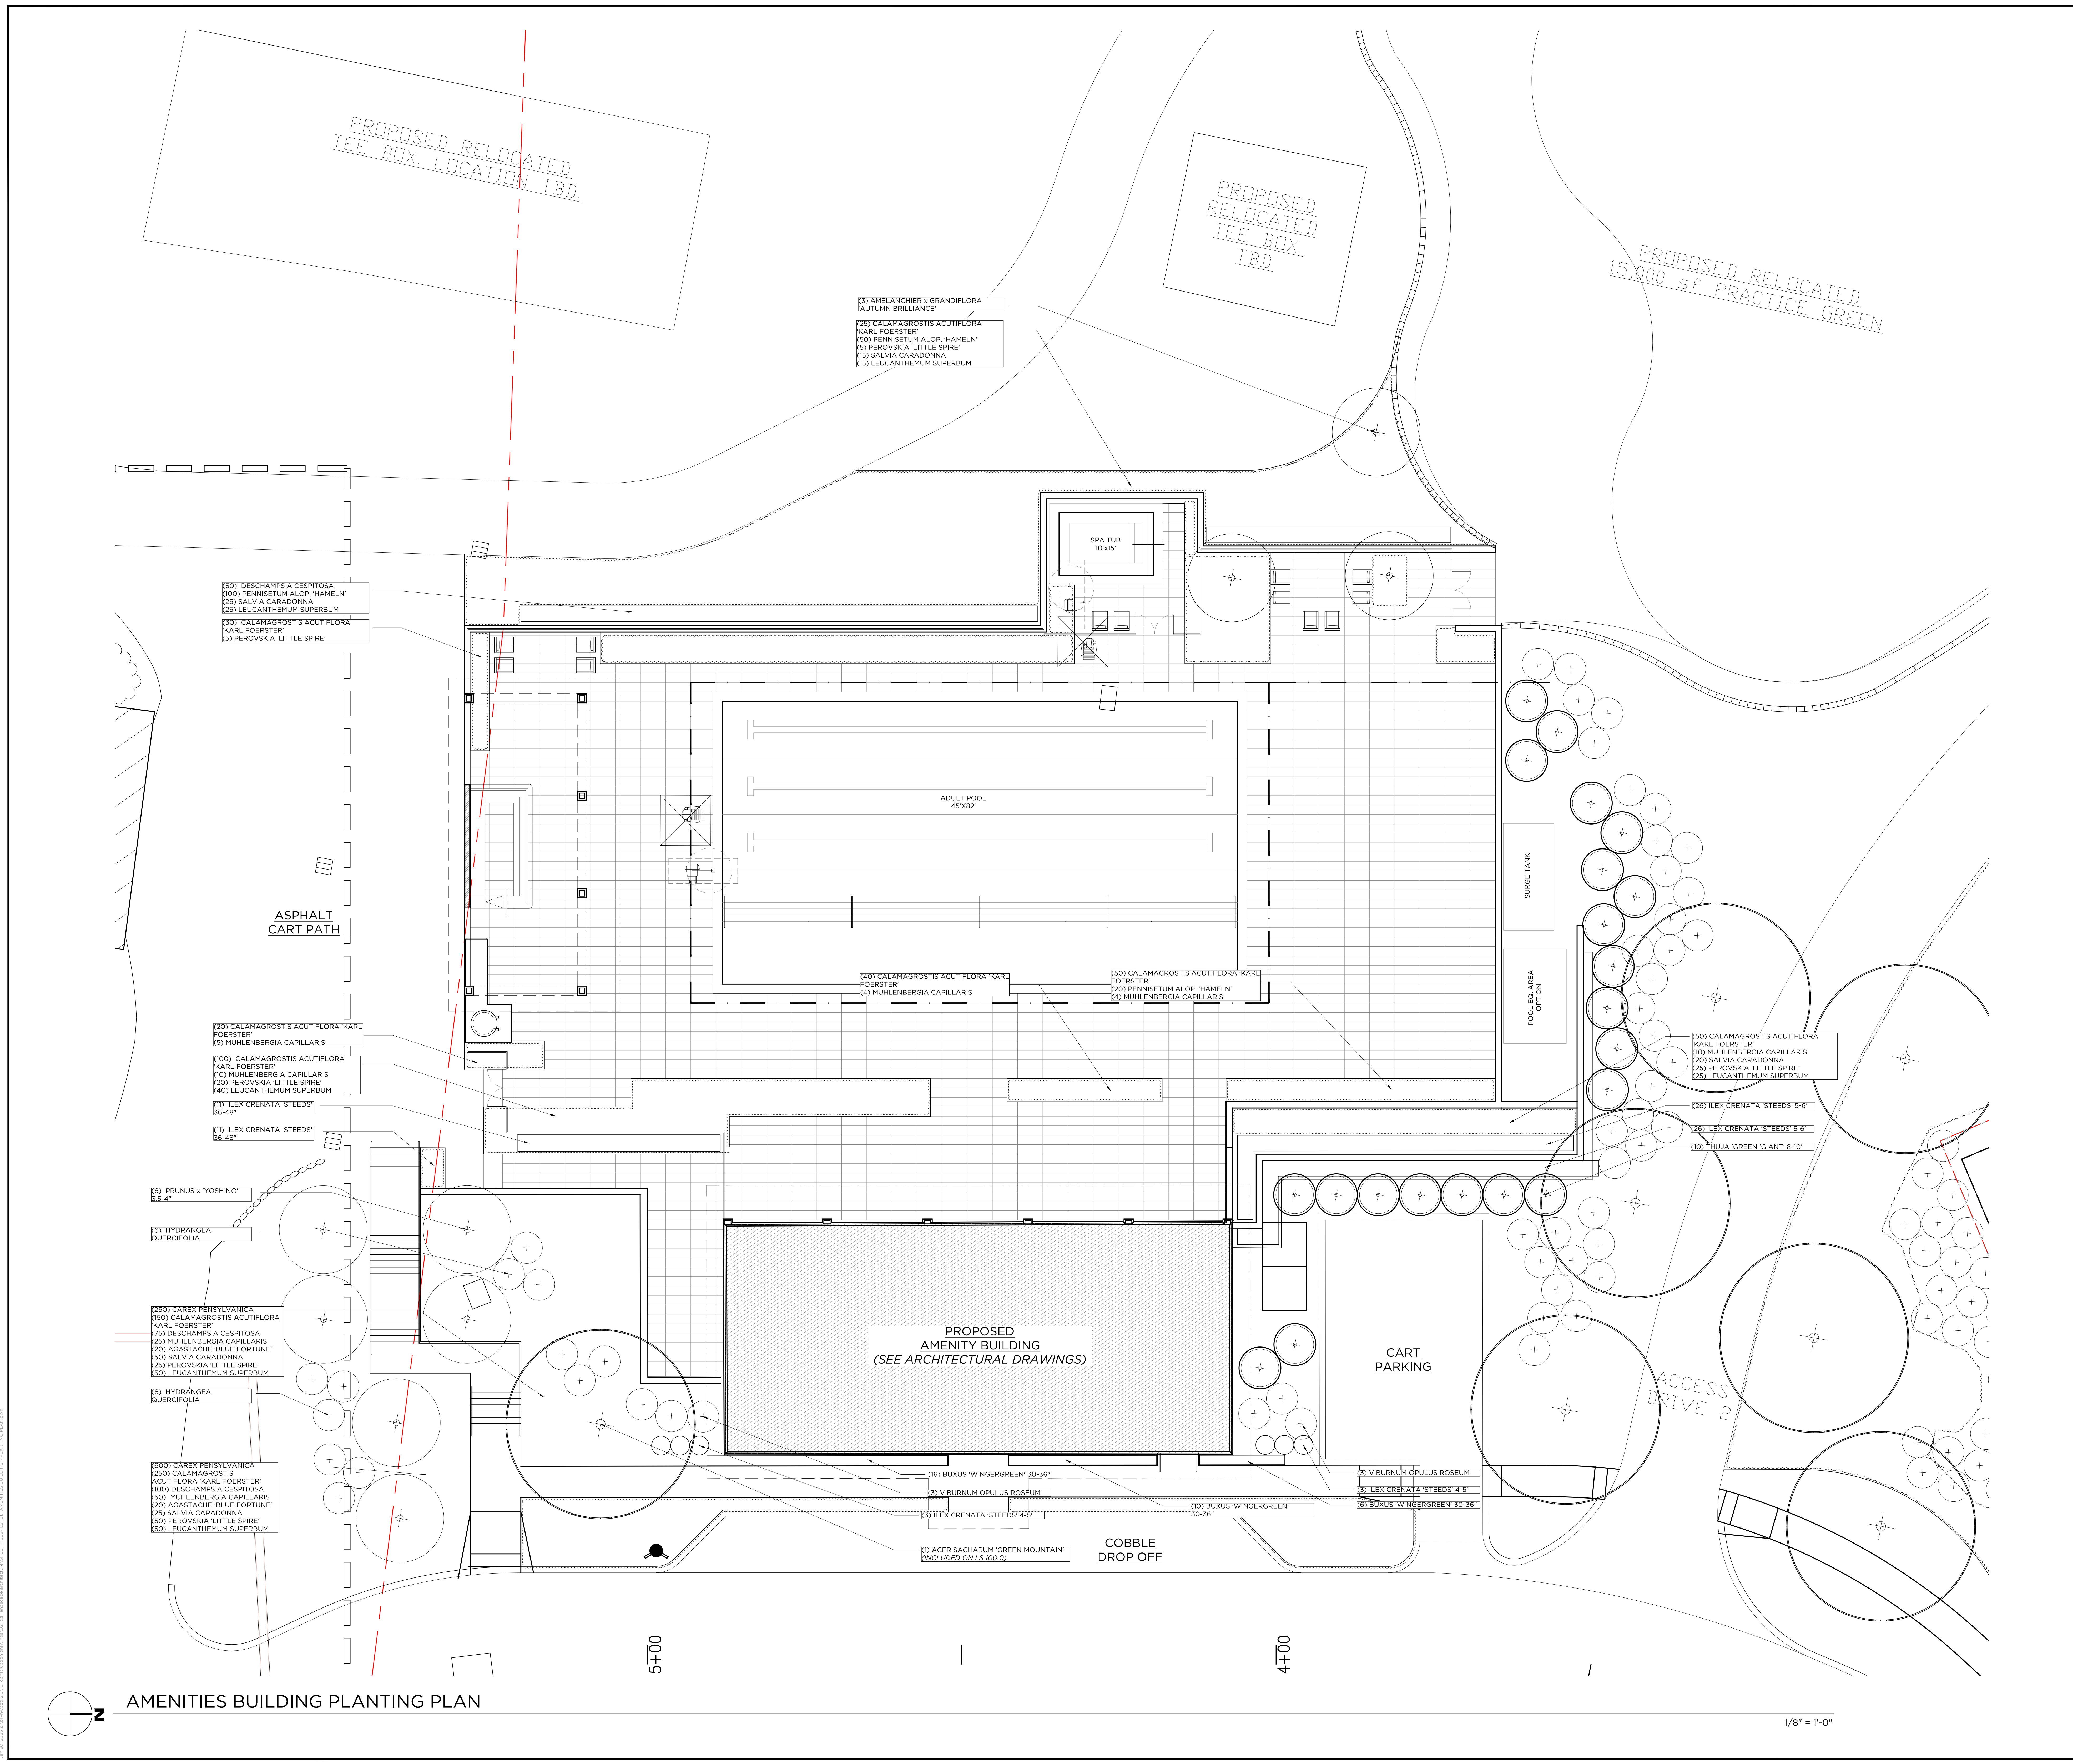 PROPOSED RELOCATED
TEE BOX. LOCATION TBD.
PROPOSED
RELOCATED
TEE BOX.
TBD
PROPOSED RELOCATED
15,000 sf PRACTICE GREEN
(3) AMELANCHIER x GRANDIFLORA
'AUTUMN BRILLIANCE'
(25) CALAMAGROSTIS ACUTIFLORA
'KARL FOERSTER'
(50) PENNISETUM ALOP. 'HAMELN'
(5) PEROVSKIA 'LITTLE SPIRE'
(15) SALVIA CARADONNA
(15) LEUCANTHEMUM SUPERBUM
SPA TUB
10'x15'
(50) DESCHAMPSIA CESPITOSA
(100) PENNISETUM ALOP. 'HAMELN'
(25) SALVIA CARADONNA
(25) LEUCANTHEMUM SUPERBUM
(30) CALAMAGROSTIS ACUTIFLORA
'KARL FOERSTER'
(5) PEROVSKIA 'LITTLE SPIRE'
ADULT POOL
45'X82'
SURGE TANK
POOL EQ. AREA
OPTION
ASPHALT
CART PATH
(40) CALAMAGROSTIS ACUTIFLORA 'KARL
FOERSTER'
(4) MUHLENBERGIA CAPILLARIS
(50) CALAMAGROSTIS ACUTIFLORA 'KARL
FOERSTER'
(20) PENNISETUM ALOP. 'HAMELN'
(4) MUHLENBERGIA CAPILLARIS
(20) CALAMAGROSTIS ACUTIFLORA 'KARL
FOERSTER'
(5) MUHLENBERGIA CAPILLARIS
(100) CALAMAGROSTIS ACUTIFLORA
'KARL FOERSTER'
(10) MUHLENBERGIA CAPILLARIS
(20) PEROVSKIA 'LITTLE SPIRE'
(40) LEUCANTHEMUM SUPERBUM
(11) ILEX CRENATA 'STEEDS'
36-48"
(11) ILEX CRENATA 'STEEDS'
36-48"
(50) CALAMAGROSTIS ACUTIFLORA
'KARL FOERSTER'
(10) MUHLENBERGIA CAPILLARIS
(20) SALVIA CARADONNA
(25) PEROVSKIA 'LITTLE SPIRE'
(25) LEUCANTHEMUM SUPERBUM
(26) ILEX CRENATA 'STEEDS' 5-6'
(26) ILEX CRENATA 'STEEDS' 5-6'
(10) THUJA 'GREEN 'GIANT' 8-10'
(6) PRUNUS x 'YOSHINO'
3.5-4"
(6) HYDRANGEA
QUERCIFOLIA
(250) CAREX PENSYLVANICA
(150) CALAMAGROSTIS ACUTIFLORA
'KARL FOERSTER'
(75) DESCHAMPSIA CESPITOSA
(25) MUHLENBERGIA CAPILLARIS
(20) AGASTACHE 'BLUE FORTUNE'
(50) SALVIA CARADONNA
(25) PEROVSKIA 'LITTLE SPIRE'
(50) LEUCANTHEMUM SUPERBUM
(6) HYDRANGEA
QUERCIFOLIA
(600) CAREX PENSYLVANICA
(250) CALAMAGROSTIS
ACUTIFLORA 'KARL FOERSTER'
(100) DESCHAMPSIA CESPITOSA
(50) MUHLENBERGIA CAPILLARIS
(20) AGASTACHE 'BLUE FORTUNE'
(25) SALVIA CARADONNA
(50) PEROVSKIA 'LITTLE SPIRE'
(50) LEUCANTHEMUM SUPERBUM
PROPOSED
AMENITY BUILDING
(SEE ARCHITECTURAL DRAWINGS)
CART
PARKING
ACCESS
DRIVE 2
(16) BUXUS 'WINGERGREEN' 30-36"
(3) VIBURNUM OPULUS ROSEUM
(3) ILEX CRENATA 'STEEDS' 4-5'
(1) ACER SACHARUM 'GREEN MOUNTAIN'
(INCLUDED ON LS 100.0)
(10) BUXUS 'WINGERGREEN'
30-36"
(3) VIBURNUM OPULUS ROSEUM
(3) ILEX CRENATA 'STEEDS' 4-5'
(6) BUXUS 'WINGERGREEN' 30-36"
COBBLE
DROP OFF
5+00
4+00
N
AMENITIES BUILDING PLANTING PLAN
1/8" = 1'-0"